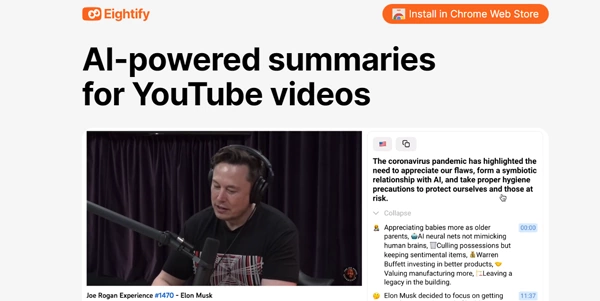 Eightify
Install in Chrome Web Store
AI-powered summaries
for YouTube videos
The coronavirus pandemic has highlighted the
need to appreciate our flaws, form a symbiotic
relationship with AI, and take proper hygiene
precautions to protect ourselves and those at
risk.
Collapse
Appreciating babies more as older
parents, 🤖AI neural nets not mimicking
human brains, 🗑️Culling possessions but
keeping sentimental items, 💰Warren
Buffett investing in better products, 🤝
Valuing manufacturing more, ✨Leaving a
legacy in the building.
00:00
Elon Musk decided to focus on getting
11:37
Joe Rogan Experience #1470 - Elon Musk